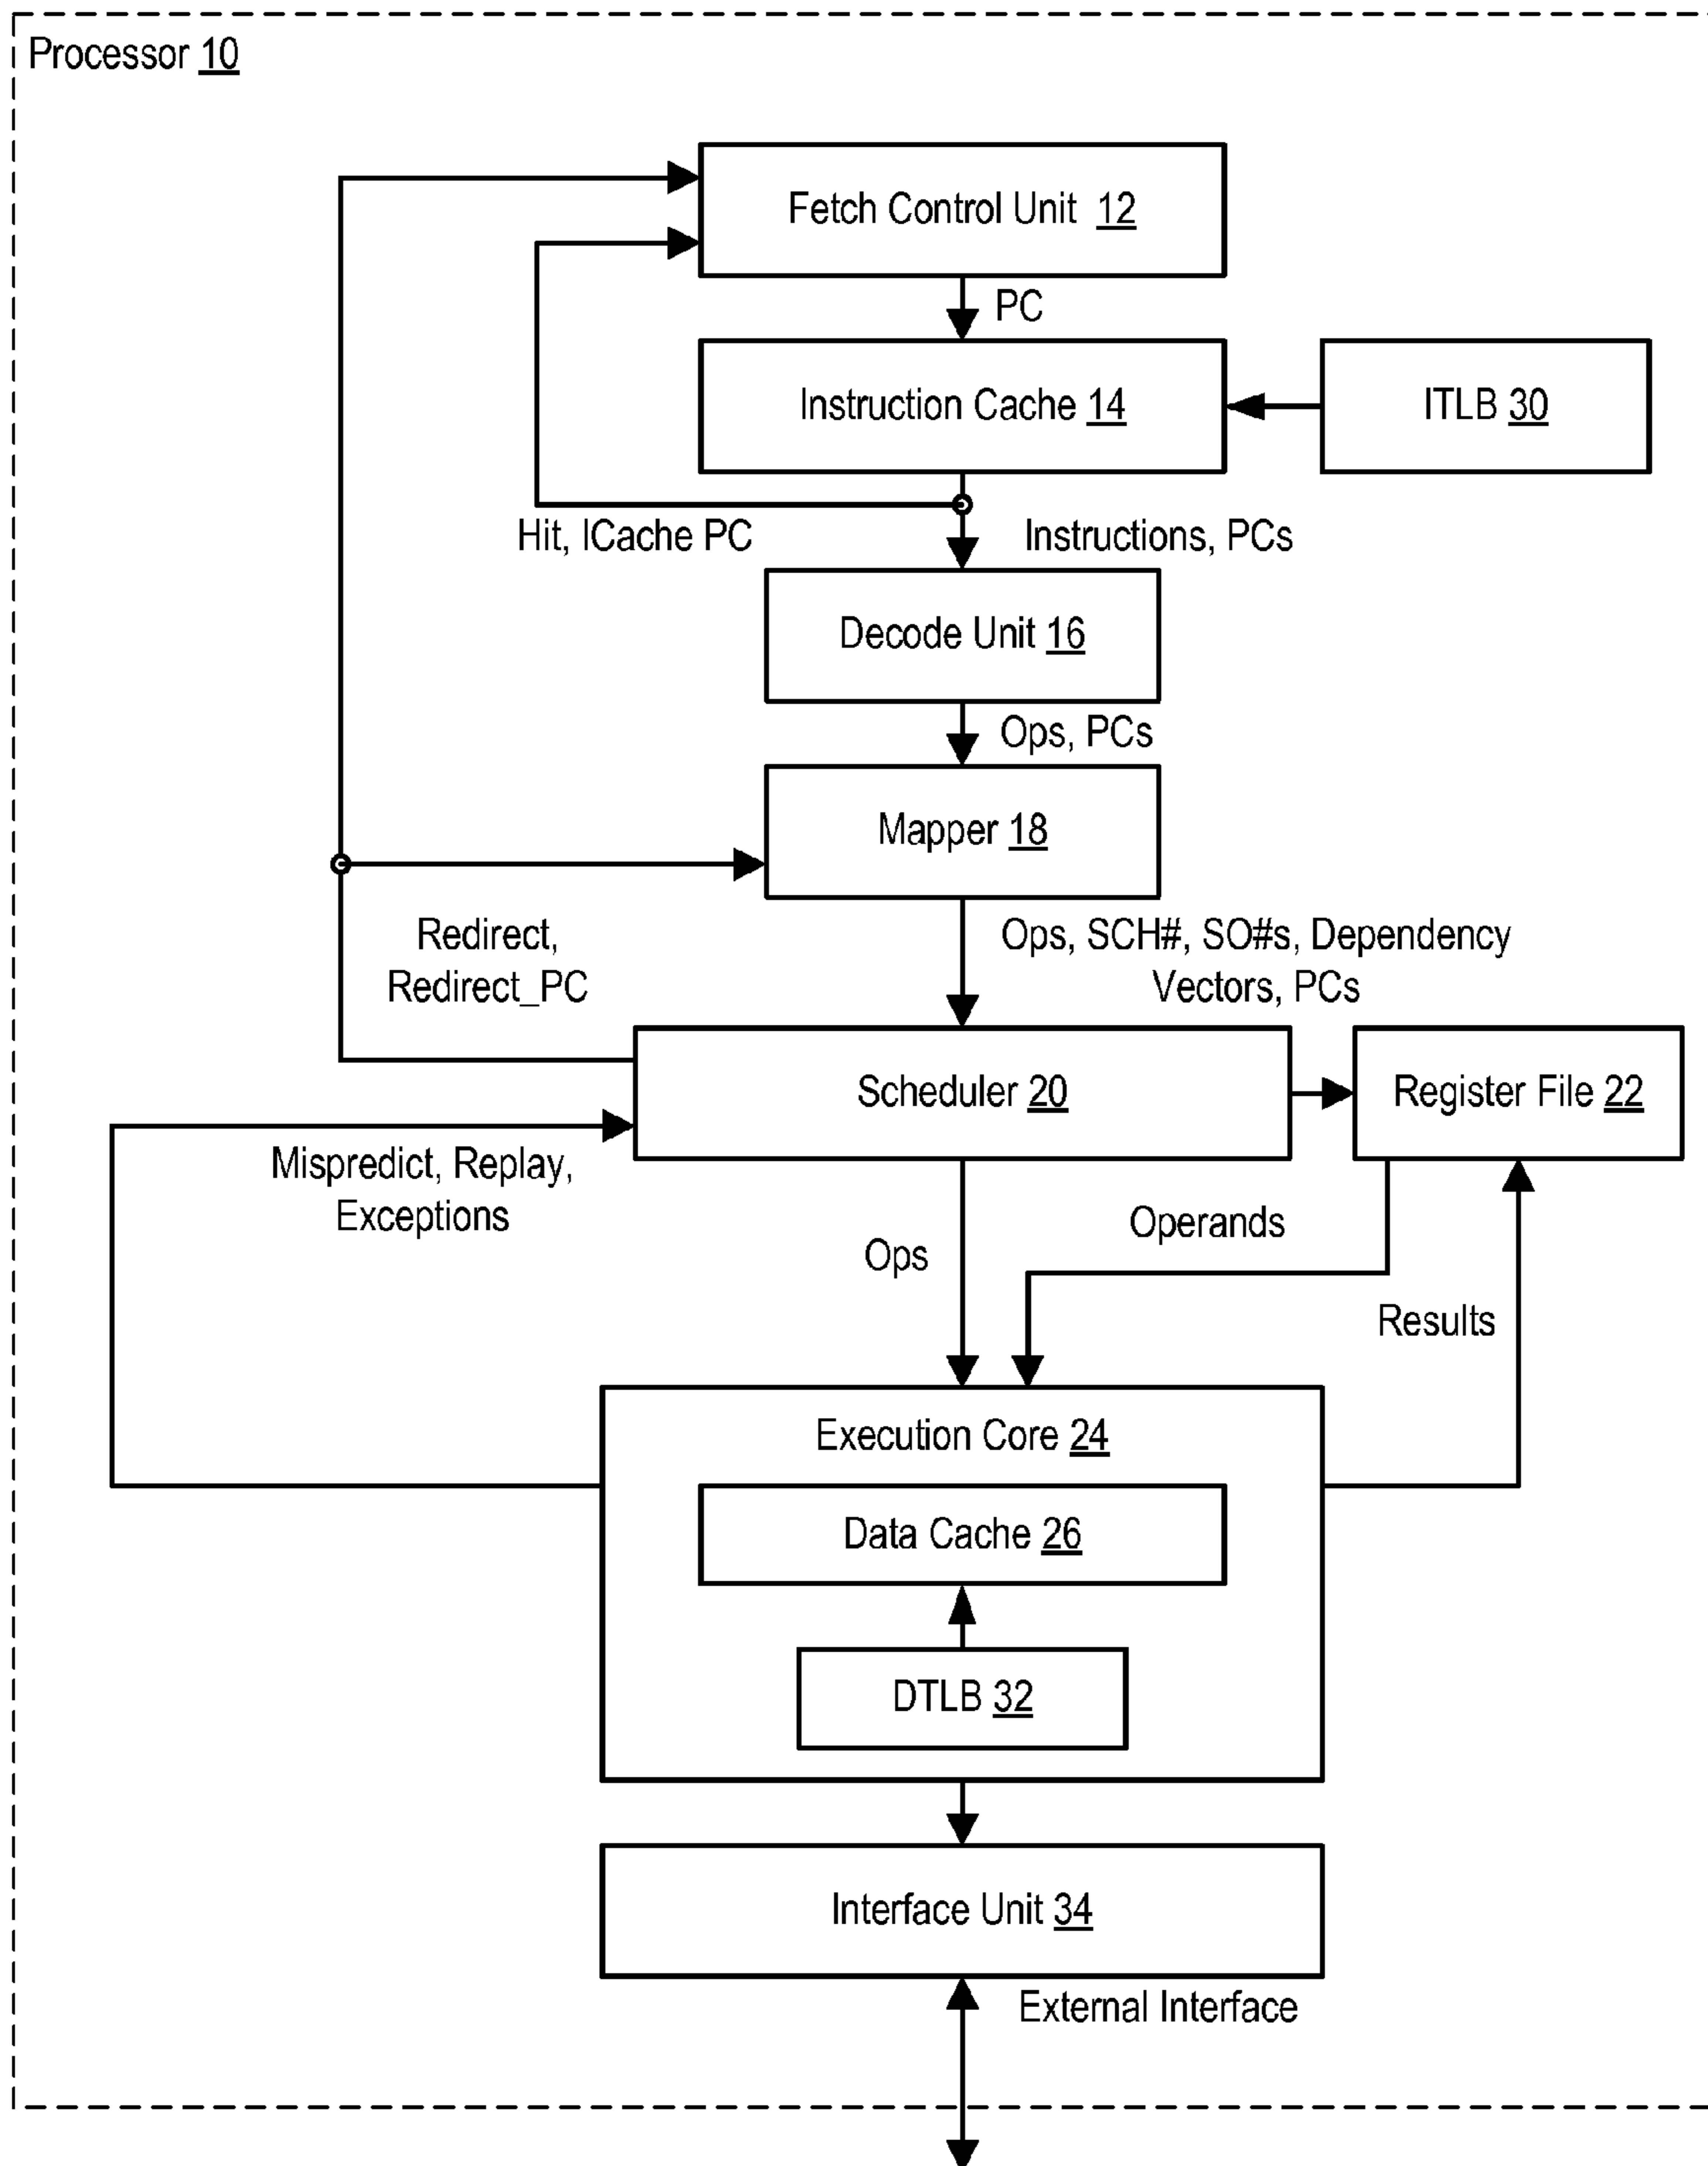 Processor 10
Fetch Control Unit 12
PC
Instruction Cache 14
ITLB 30
Hit, ICache PC
Instructions, PCs
Decode Unit 16
Ops, PCs
Mapper 18
Redirect,
Redirect_PC
Ops, SCH#, SO#s, Dependency
Vectors, PCs
Scheduler 20
Register File 22
Mispredict, Replay,
Exceptions
Operands
Ops
Results
Execution Core 24
Data Cache 26
DTLB 32
Interface Unit 34
External Interface